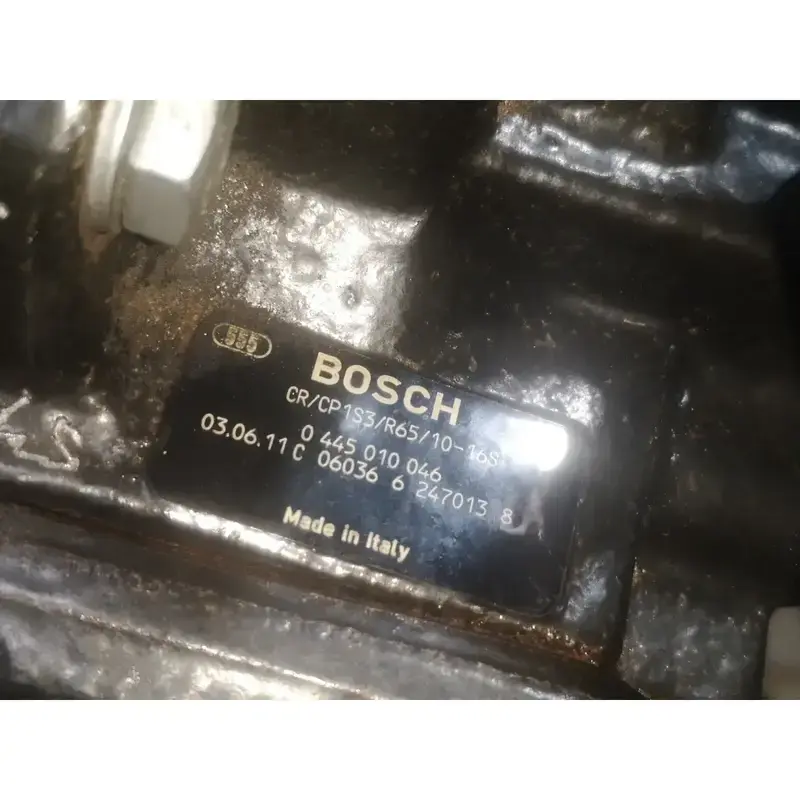 555
BOSCH
CR/CP1S3/R65/10-16S
0 445 010 046
03.06.11 C 06036 6 247013 8
Made in Italy